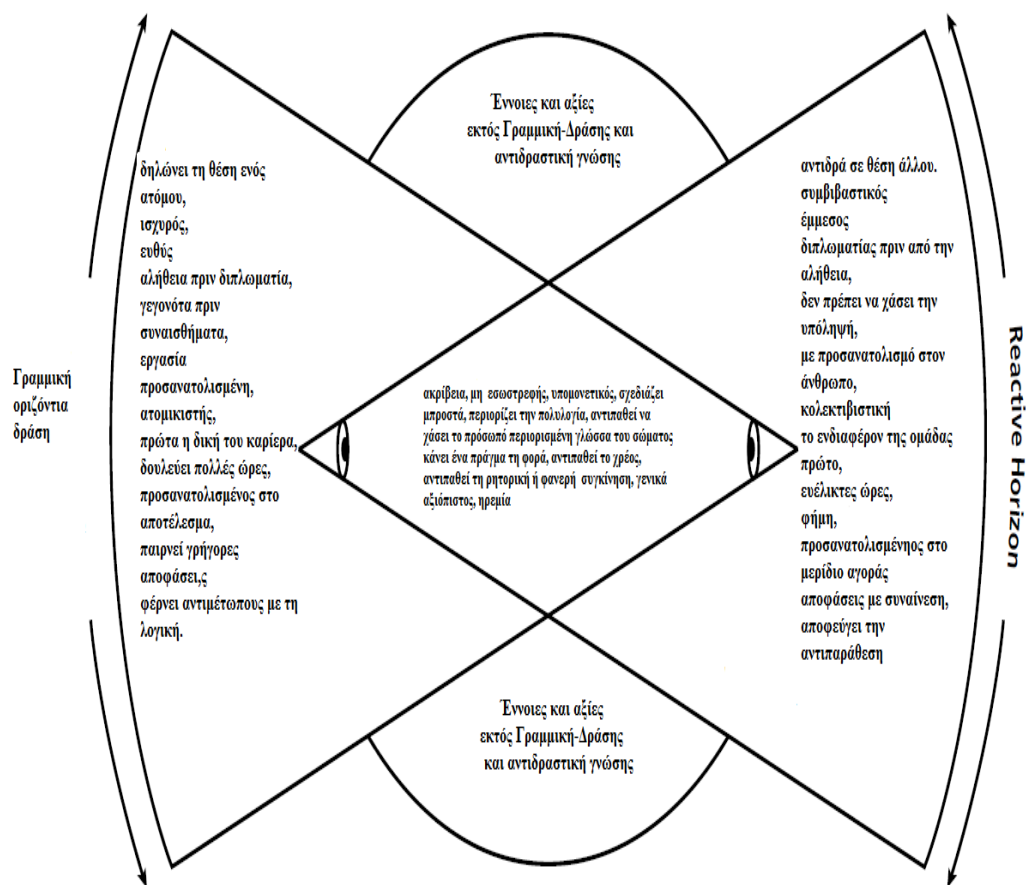 Έννοιες και αξίες
εκτός Γραμμική-Δράσης και
αντιδραστική γνώσης
Γραμμική
οριζόντια
δράση
δηλώνει τη θέση ενός
ατόμου,
ισχυρός,
ευθύς
αλήθεια πριν διπλωματία,
γεγονότα πριν
συναισθήματα,
εργασία
προσανατολισμένη,
ατομικιστής,
πρώτα η δική του καριέρα,
δουλεύει πολλές ώρες,
προσανατολισμένος στο
αποτέλεσμα,
παιρνεί γρήγορες
αποφάσει,ς
φέρνει αντιμέτωπους με τη
λογική.
ακρίβεια, μη εσωστρεφής, υπομονετικός, σχεδιάζει
μπροστά, περιορίζει την πολυλογία, αντιπαθεί να
χάσει το πρόσωπό περιορισμένη γλώσσα του σώματος
κάνει ένα πράγμα τη φορά, αντιπαθεί το χρέος,
αντιπαθεί τη ρητορική ή φανερή συγκίνηση, γενικά
αξιόπιστος, ηρεμία
αντιδρά σε θέση άλλου.
συμβιβαστικός
έμμεσος
διπλωματίας πριν από την
αλήθεια,
δεν πρέπει να χάσει την
υπόληψή,
με προσανατολισμό στον
άνθρωπο,
κολεκτιβιστική
το ενδιαφέρον της ομάδας
πρώτο,
ευέλικτες ώρες,
φήμη,
προσανατολισμένηος στο
μερίδιο αγοράς
αποφάσεις με συναίνεση,
αποφεύγει την
αντιπαράθεση
Reactive Horizon
Έννοιες και αξίες
εκτός Γραμμική-Δράσης
και αντιδραστική γνώσης